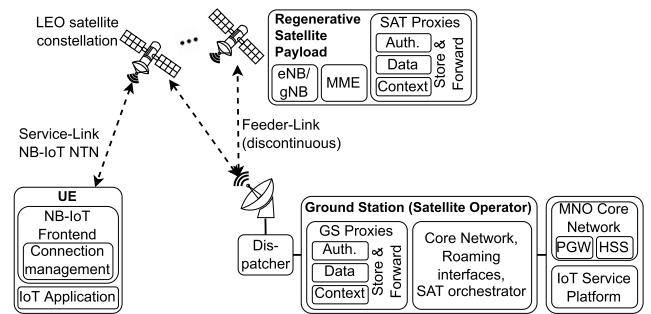 LEO satellite
constellation
Regenerative
Satellite
Payload
eNB/
gNB
MME
SAT Proxies
Auth.
Data
Context
Store &
Forward
Service-Link
NB-IoT NTN
Feeder-Link
(discontinuous)
UE
NB-IoT
Frontend
Connection
management
IoT Application
Dis-
patcher
Ground Station (Satellite Operator)
GS Proxies
Auth.
Data
Context
Store &
Forward
Core Network,
Roaming
interfaces,
SAT orchestrator
MNO Core
Network
PGW
HSS
IoT Service
Platform